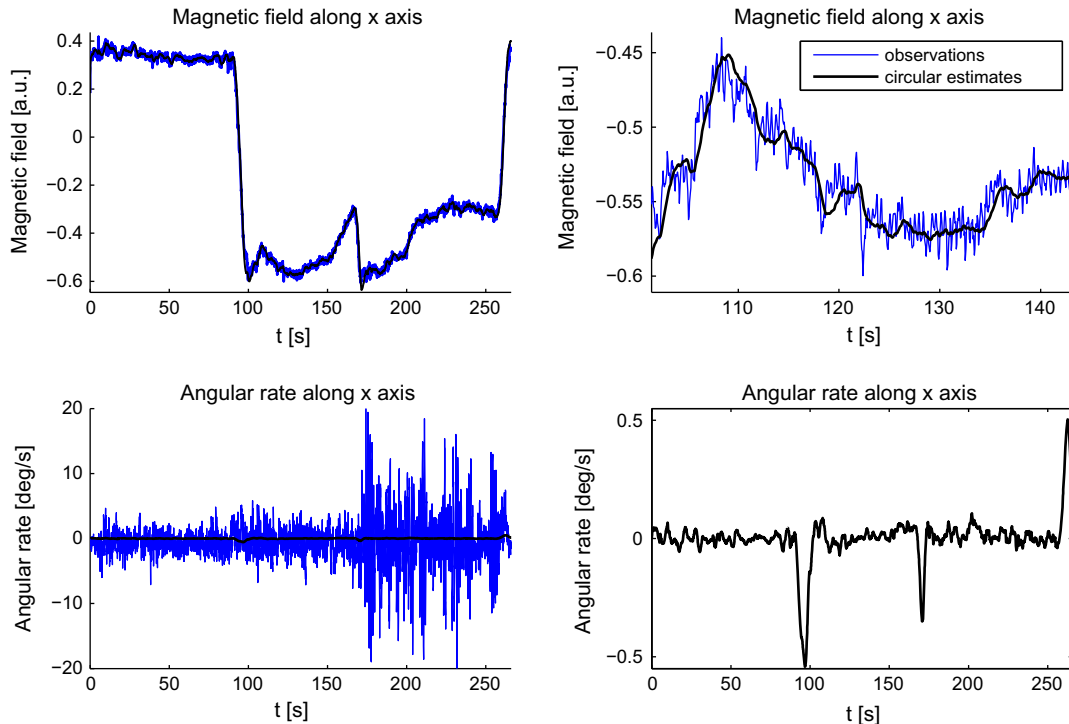 Magnetic field along x axis
Magnetic field [a.u.]
0.4
0.2
0
−0.2
−0.4
−0.6
0 50 100 150 200 250
t [s]
Magnetic field along x axis
Magnetic field [a.u.]
−0.45
−0.5
−0.55
−0.6
observations
circular estimates
110 120 130 140
t [s]
Angular rate along x axis
Angular rate [deg/s]
20
10
0
−10
−20
0 50 100 150 200 250
t [s]
Angular rate along x axis
Angular rate [deg/s]
0.5
0
−0.5
0 50 100 150 200 250
t [s]